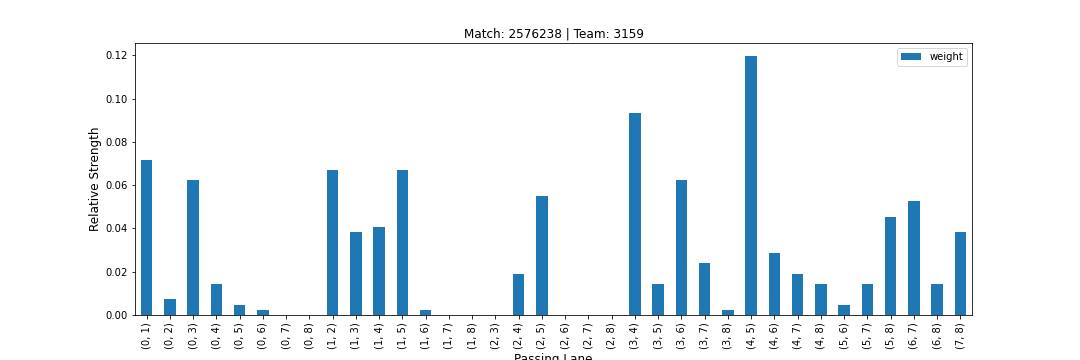 Match: 2576238 | Team: 3159
weight
Relative Strength
0.12
0.10
0.08
0.06
0.04
0.02
0.00
(0, 1) (0, 2) (0, 3) (0, 4) (0, 5) (0, 6) (0, 7) (0, 8) (1, 2) (1, 3) (1, 4) (1, 5) (1, 6) (1, 7) (1, 8) (2, 3) (2, 4) (2, 5) (2, 6) (2, 7) (2, 8) (3, 4) (3, 5) (3, 6) (3, 7) (3, 8) (4, 5) (4, 6) (4, 7) (4, 8) (5, 6) (5, 7) (5, 8) (6, 7) (6, 8) (7, 8)
Passing Lane